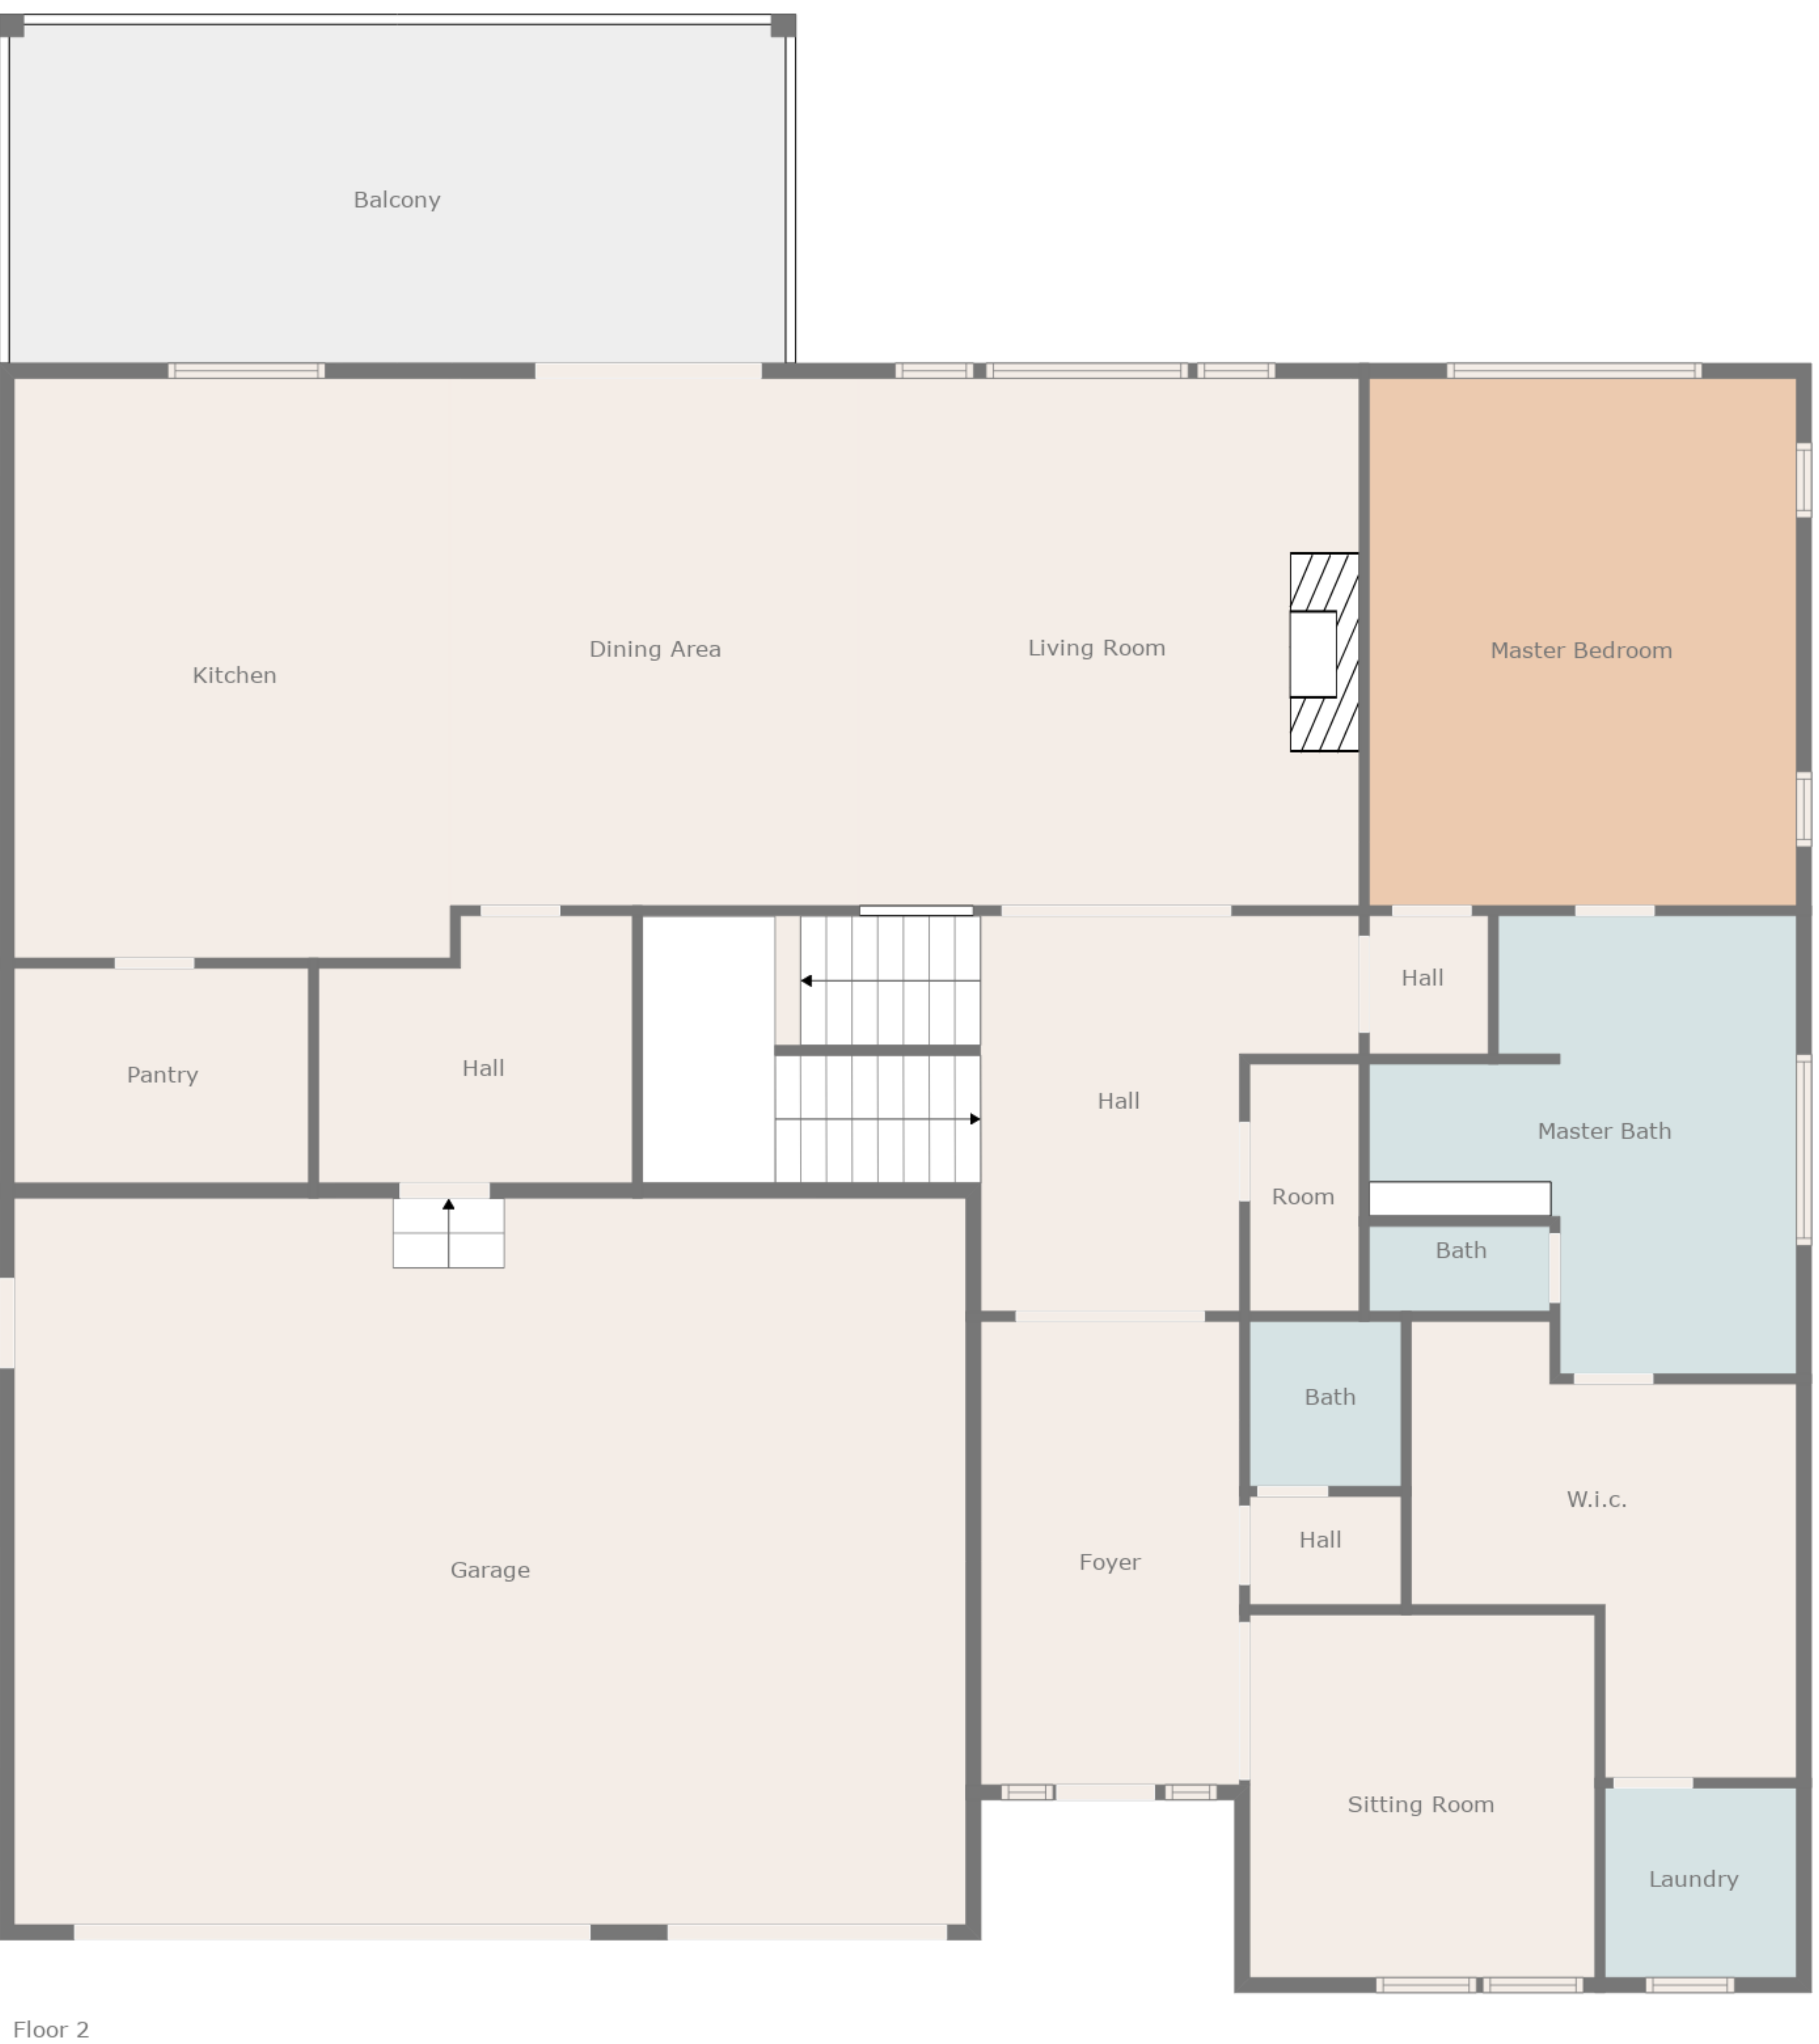 Balcony
Kitchen
Dining Area
Living Room
Master Bedroom
Hall
Pantry
Hall
Hall
Master Bath
Room
Bath
Bath
W.i.c.
Hall
Foyer
Garage
Sitting Room
Laundry
Floor 2